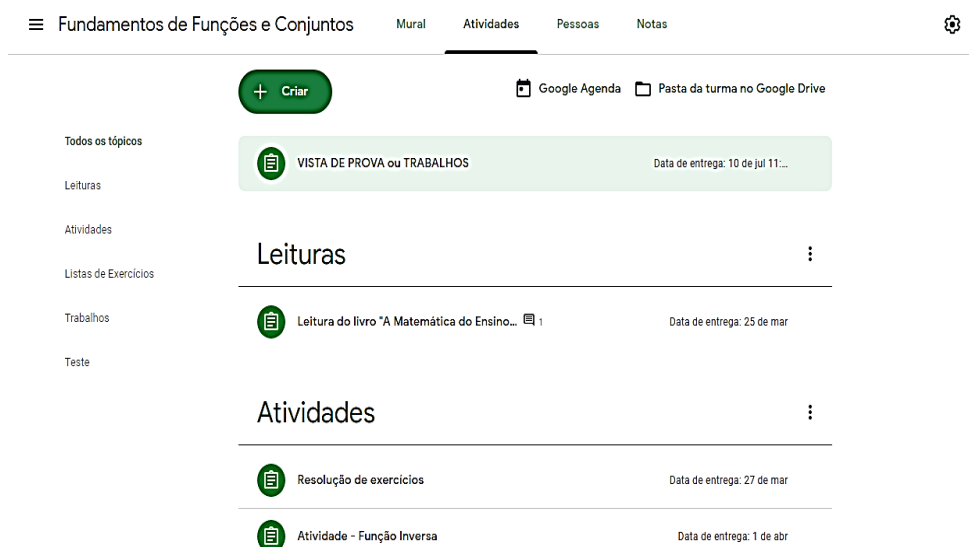 Fundamentos de Funções e Conjuntos Mural Atividades Pessoas Notas
Criar
Google Agenda Pasta da turma no Google Drive
Todos os tópicos
Leituras
Atividades
Listas de Exercícios
Trabalhos
Teste
VISTA DE PROVA ou TRABALHOS Data de entrega: 10 de jul 11:...
Leituras
Leitura do livro "A Matemática do Ensino... 1 Data de entrega: 25 de mar
Atividades
Resolução de exercícios Data de entrega: 27 de mar
Atividade - Função Inversa Data de entrega: 1 de abr